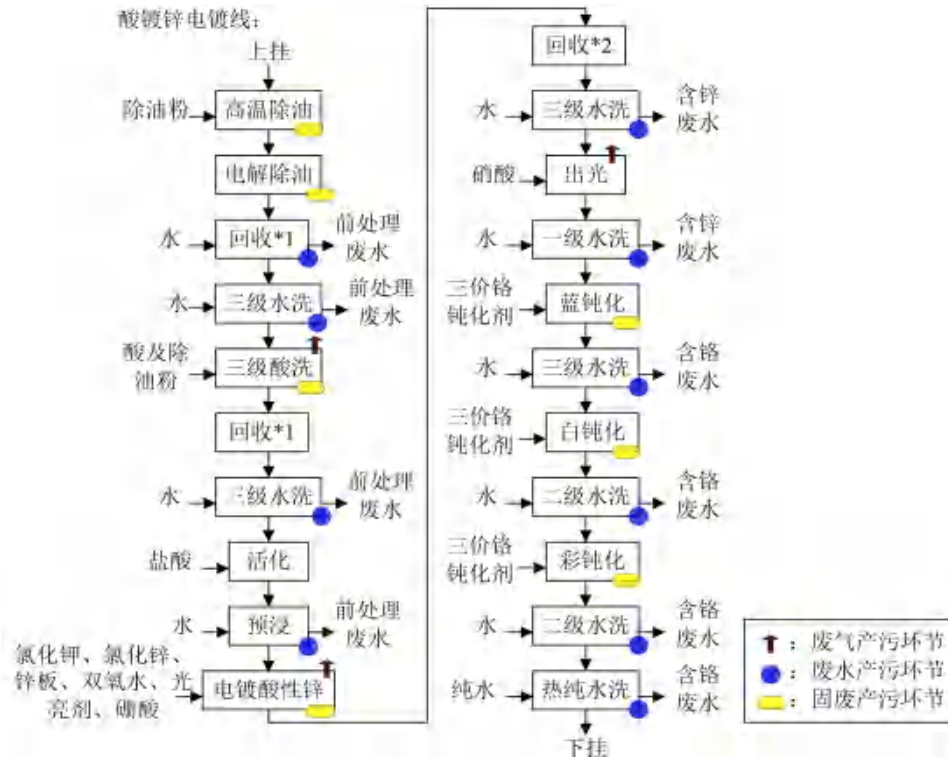 酸镀锌电镀线：
上挂
除油粉
高温除油
电解除油
水
回收*1
前处理
废水
水
三级水洗
前处理
废水
酸及除
油粉
三级酸洗
回收*1
水
三级水洗
前处理
废水
盐酸
活化
水
预浸
前处理
废水
氯化钾、氯化锌、
锌板、双氧水、光
亮剂、硼酸
电镀酸性锌
回收*2
水
三级水洗
含锌
废水
硝酸
出光
水
一级水洗
含锌
废水
三价铬
钝化剂
蓝钝化
水
三级水洗
含铬
废水
三价铬
钝化剂
白钝化
水
二级水洗
含铬
废水
三价铬
钝化剂
彩钝化
水
二级水洗
含铬
废水
纯水
热纯水洗
含铬
废水
下挂
：废气产污环节
：废水产污环节
：固废产污环节